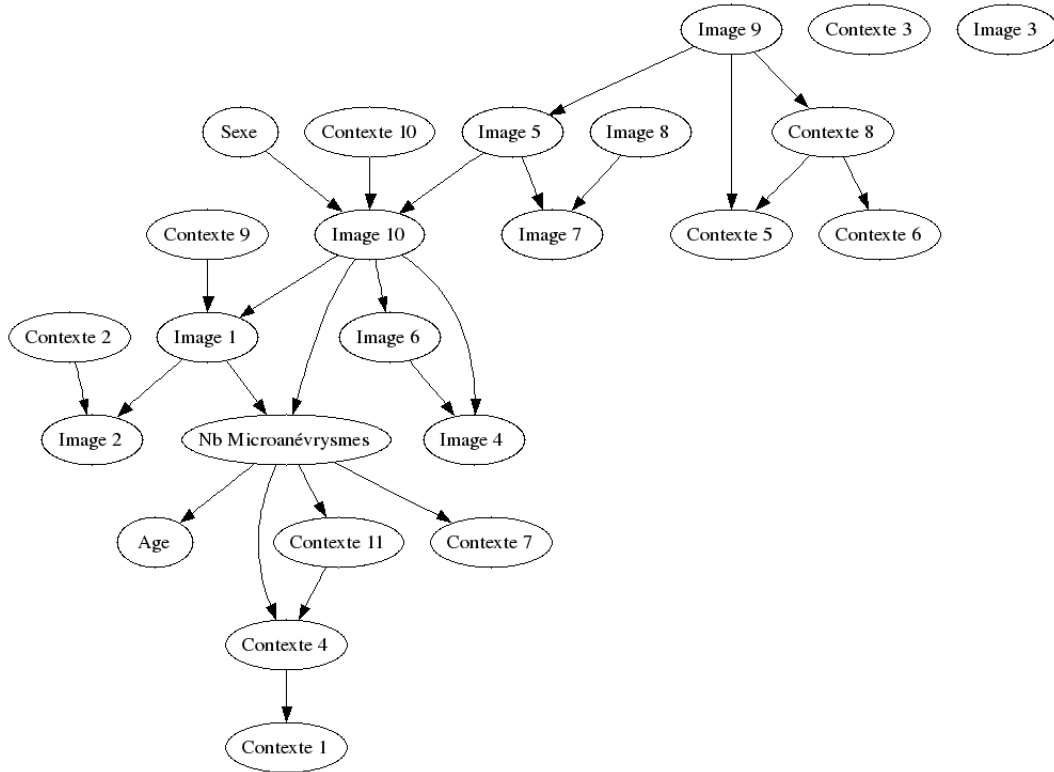 Image 9
Contexte 3
Image 3
Sexe
Contexte 10
Image 5
Image 8
Contexte 8
Contexte 9
Image 10
Image 7
Contexte 5
Contexte 6
Contexte 2
Image 1
Image 6
Image 2
Nb Microanévrysmes
Image 4
Age
Contexte 11
Contexte 7
Contexte 4
Contexte 1